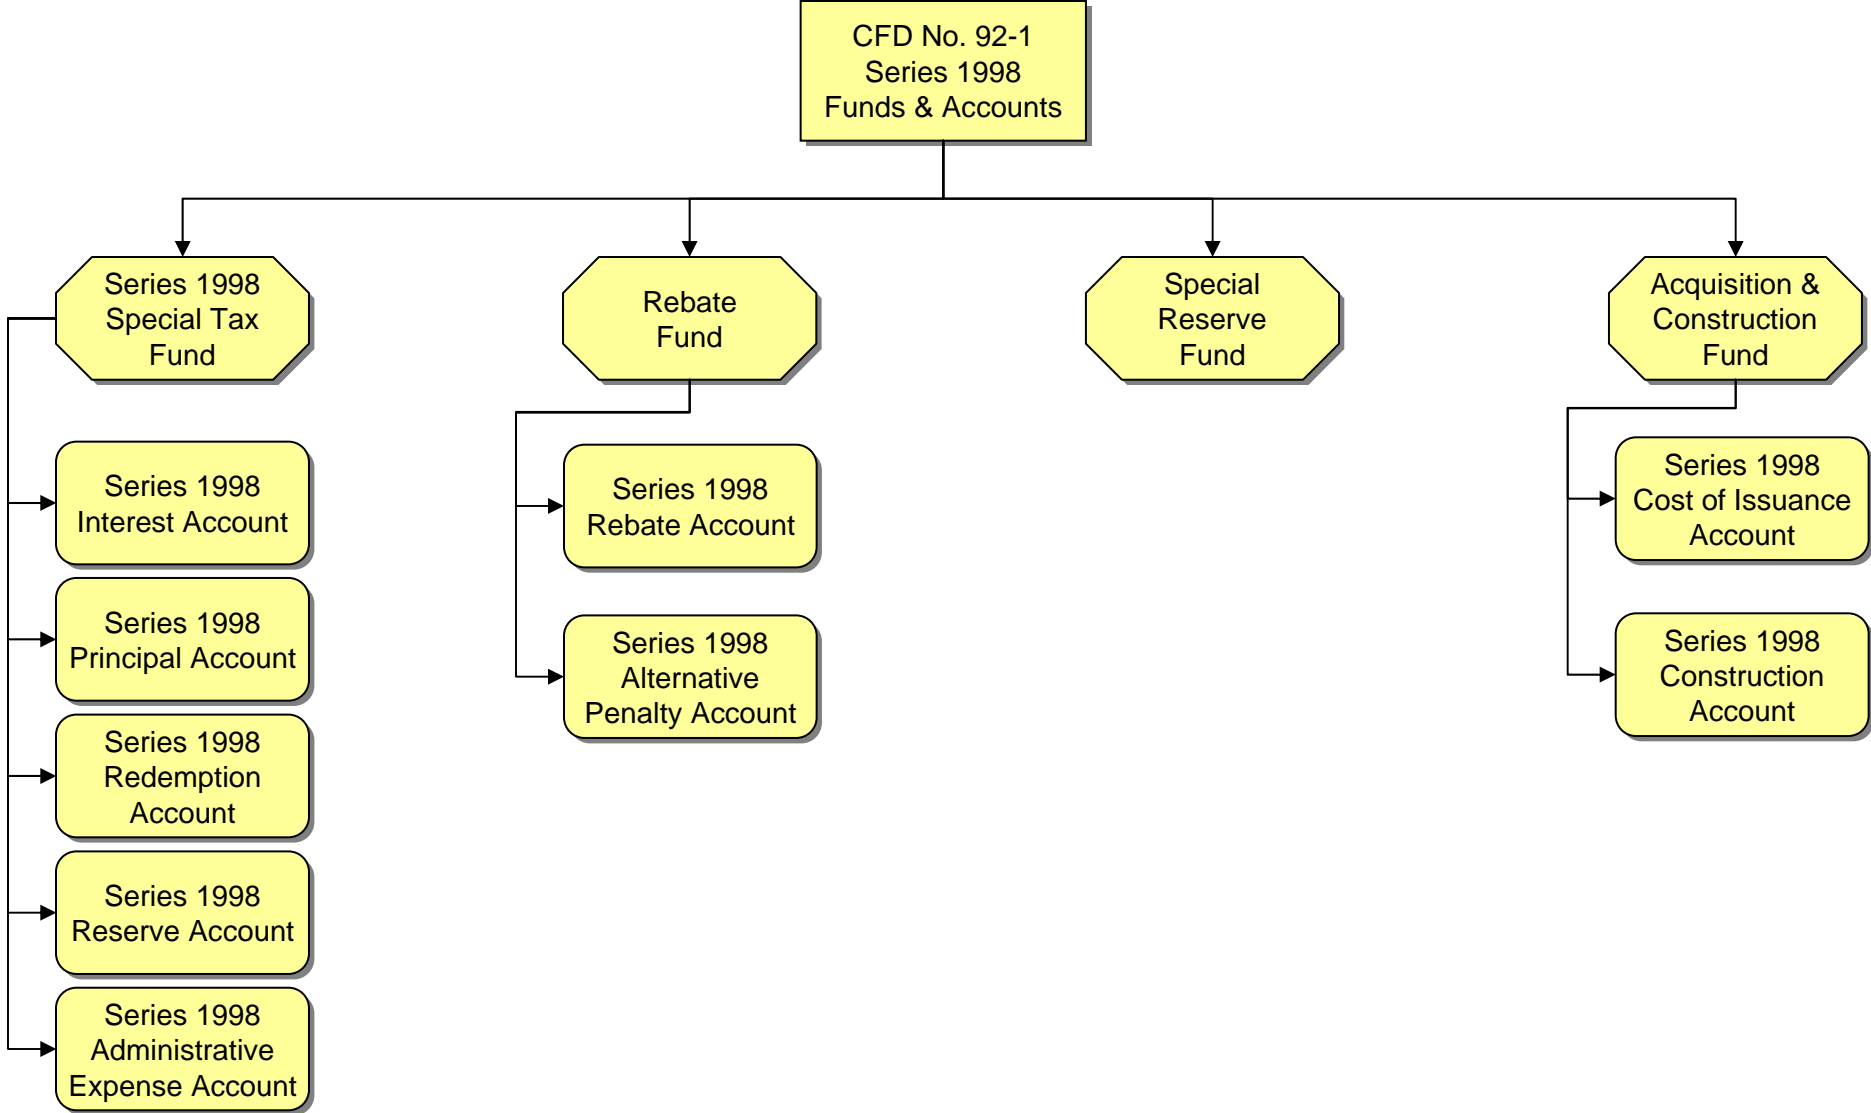 CFD No. 92-1
Series 1998
Funds & Accounts
Series 1998
Special Tax
Fund
Rebate
Fund
Special
Reserve
Fund
Acquisition &
Construction
Fund
Series 1998
Interest Account
Series 1998
Principal Account
Series 1998
Redemption
Account
Series 1998
Reserve Account
Series 1998
Administrative
Expense Account
Series 1998
Rebate Account
Series 1998
Alternative
Penalty Account
Series 1998
Cost of Issuance
Account
Series 1998
Construction
Account